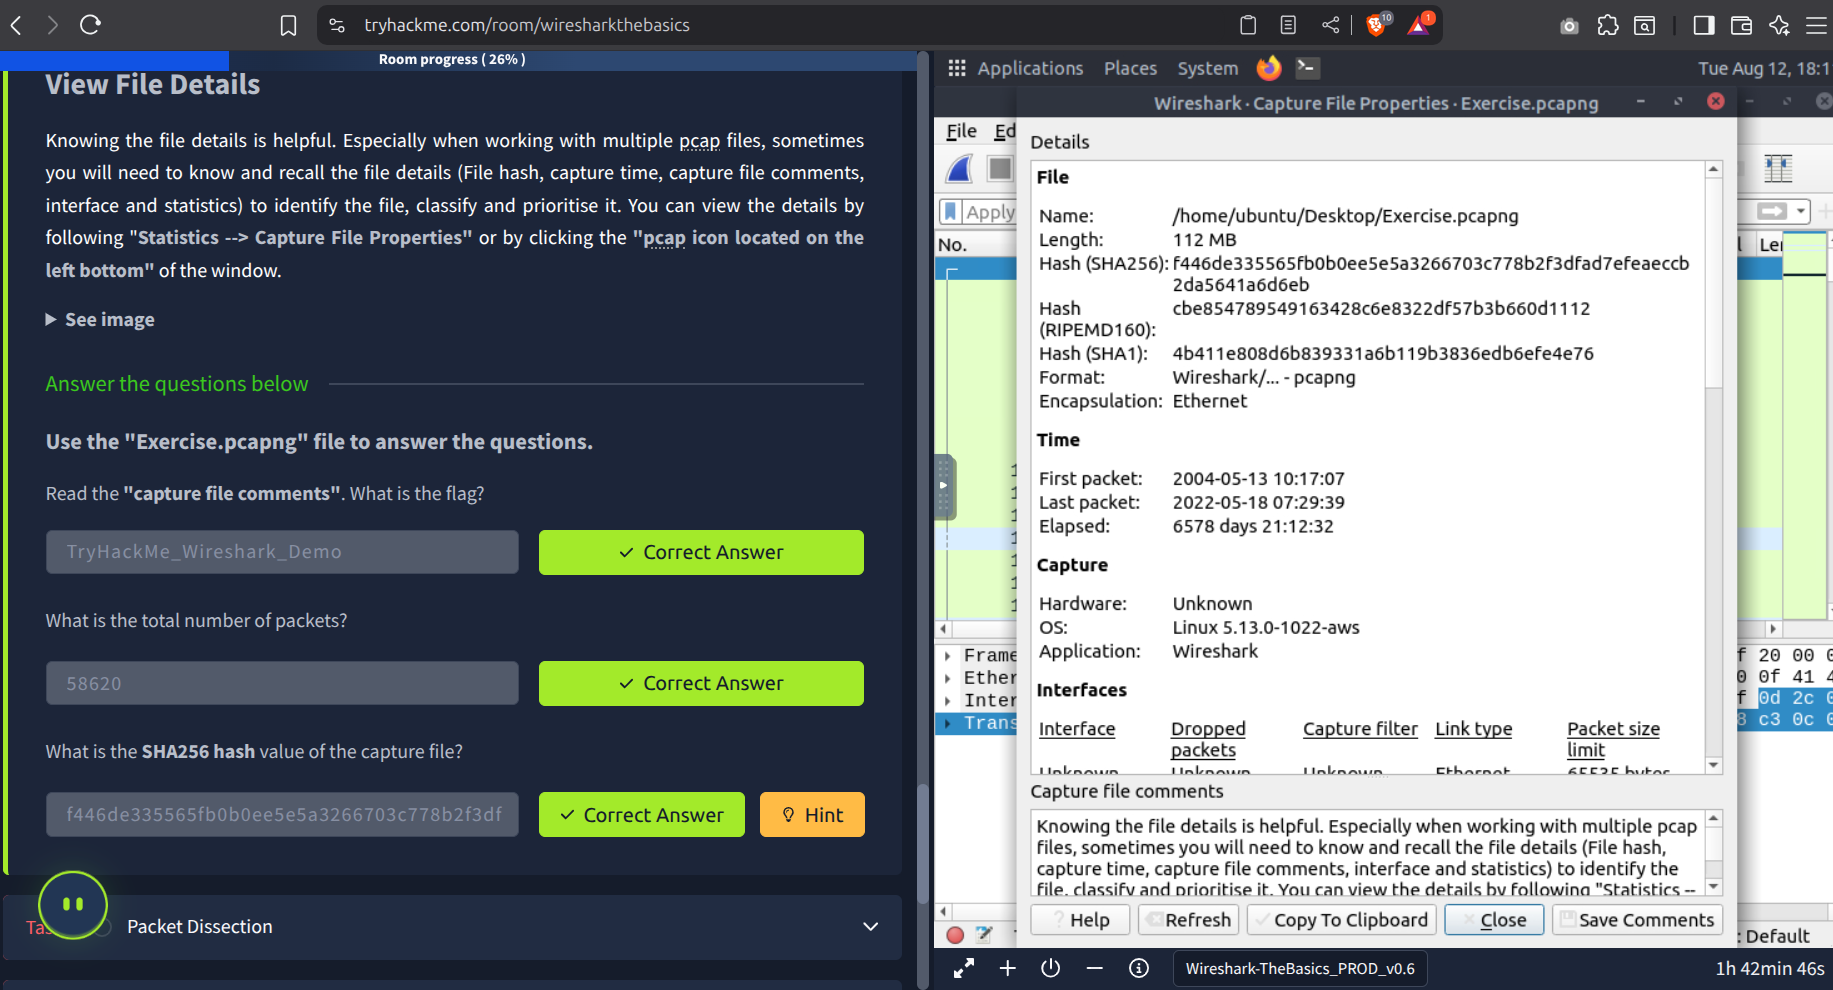 tryhackme.com/room/wiresharkthebasics
10
1
Room progress ( 26% )
View File Details
Knowing the file details is helpful. Especially when working with multiple pcap files, sometimes
you will need to know and recall the file details (File hash, capture time, capture file comments,
interface and statistics) to identify the file, classify and prioritise it. You can view the details by
following "Statistics --> Capture File Properties" or by clicking the "pcap icon located on the
left bottom" of the window.
See image
Answer the questions below
Use the "Exercise.pcapng" file to answer the questions.
Read the "capture file comments". What is the flag?
TryHackMe_Wireshark_Demo
Correct Answer
What is the total number of packets?
58620
Correct Answer
What is the SHA256 hash value of the capture file?
f446de335565fb0b0ee5e5a3266703c778b2f3df
Correct Answer
Hint
Packet Dissection
Applications Places System
Tue Aug 12, 18:1
Wireshark · Capture File Properties · Exercise.pcapng
File
Apply
No.
Details
File
Name: /home/ubuntu/Desktop/Exercise.pcapng
Length: 112 MB
Hash (SHA256): f446de335565fb0b0ee5e5a3266703c778b2f3dfad7efeaeccb
2da5641a6d6eb
Hash cbe854789549163428c6e8322df57b3b660d1112
(RIPEMD160):
Hash (SHA1): 4b411e808d6b839331a6b119b3836edb6efe4e76
Format: Wireshark/... - pcapng
Encapsulation: Ethernet
Time
First packet: 2004-05-13 10:17:07
Last packet: 2022-05-18 07:29:39
Elapsed: 6578 days 21:12:32
Capture
Hardware: Unknown
OS: Linux 5.13.0-1022-aws
Application: Wireshark
Interfaces
Interface Dropped Capture filter Link type Packet size
packets limit
Unknown Unknown Unknown Ethernet 65535 bytes
Capture file comments
Knowing the file details is helpful. Especially when working with multiple pcap
files, sometimes you will need to know and recall the file details (File hash,
capture time, capture file comments, interface and statistics) to identify the
file, classify and prioritise it. You can view the details by following "Statistics --
Help Refresh Copy To Clipboard Close Save Comments
Frame
f 20 00
Ether
0 0f 41
Inter
f 0d 2c
Trans
8 c3 0c
: Default
Wireshark-TheBasics_PROD_v0.6
1h 42min 46s